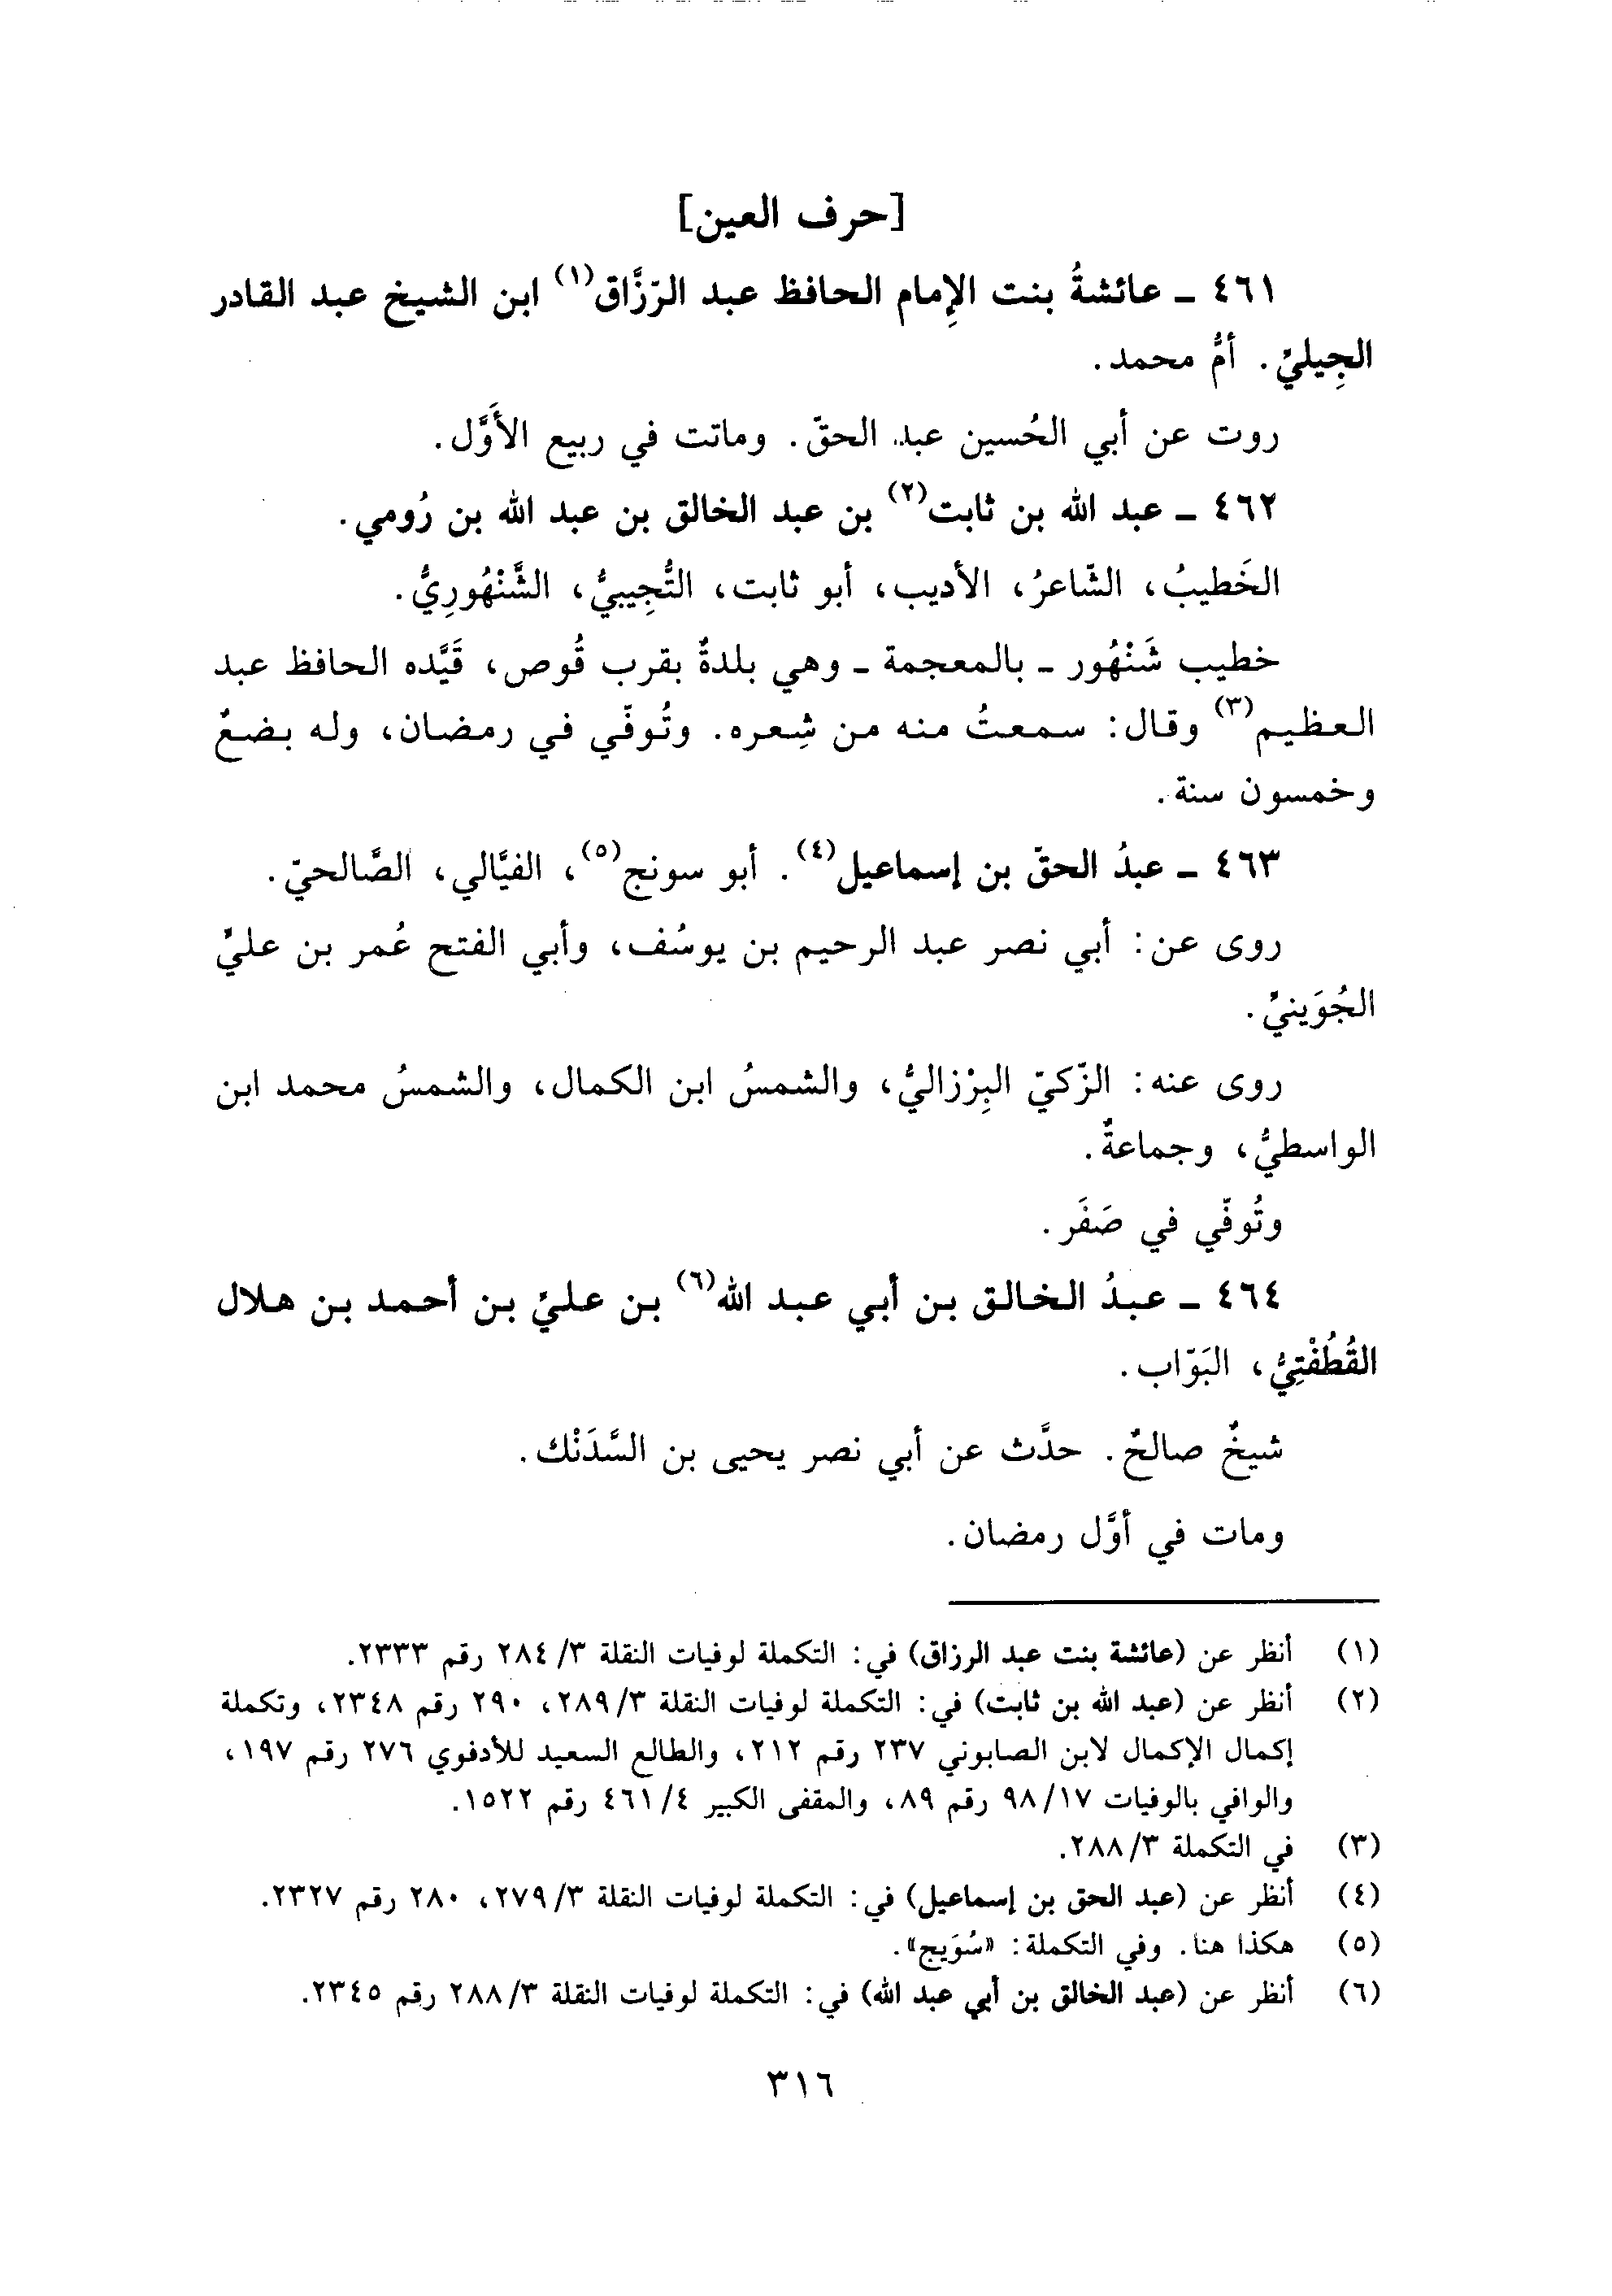 [حرف العين]
٤٦١ ـ عائشةُ بنت الإِمام الحافظ عبد الرّزَّاق(١) ابن الشيخ عبد القادر
الجِيليّ. أمُّ محمد.
روت عن أبي الحُسين عبد الحقّ. وماتت في ربيع الأَوَّل.
٤٦٢ ـ عبد الله بن ثابت(٢) بن عبد الخالق بن عبد الله بن رُومي.
الخَطيبُ، الشّاعرُ، الأديب، أبو ثابت، التُّجِيبيُّ، الشَّنْهُورِيُّ.
خطيب شَنْهُور ـ بالمعجمة ـ وهي بلدةٌ بقرب قُوص، قَيَّده الحافظ عبد
العظيم(٣) وقال: سمعتُ منه من شِعره. وتُوفّي في رمضان، وله بضعٌ
وخمسون سنة.
٤٦٣ ـ عبدُ الحقّ بن إسماعيل(٤). أبو سونج(٥)، الفيَّالي، الصَّالحيّ.
روى عن: أبي نصر عبد الرحيم بن يوسُف، وأبي الفتح عُمر بن عليٍّ
الجُوَينيّ.
روى عنه: الزّكيّ البِرْزاليُّ، والشمسُ ابن الكمال، والشمسُ محمد ابن
الواسطيُّ، وجماعةٌ.
وتُوفّي في صَفَر.
٤٦٤ ـ عبدُ الخالق بن أبي عبد الله(٦) بن عليّ بن أحمد بن هلال
القُطُفْتِيُّ، البَوّاب.
شيخٌ صالحٌ. حدَّث عن أبي نصر يحيى بن السَّدَنْك.
ومات في أوَّل رمضان.
(١) أنظر عن (عائشة بنت عبد الرزاق) في: التكملة لوفيات النقلة ٣/ ٢٨٤ رقم ٢٣٣٣.
(٢) أنظر عن (عبد الله بن ثابت) في: التكملة لوفيات النقلة ٣/ ٢٨٩، ٢٩٠ رقم ٢٣٤٨، وتكملة
إكمال الإكمال لابن الصابوني ٢٣٧ رقم ٢١٢، والطالع السعيد للأدفوي ٢٧٦ رقم ١٩٧،
والوافي بالوفيات ١٧/ ٩٨ رقم ٨٩، والمقفى الكبير ٤/ ٤٦١ رقم ١٥٢٢.
(٣) في التكملة ٣/ ٢٨٨.
(٤) أنظر عن (عبد الحق بن إسماعيل) في: التكملة لوفيات النقلة ٣/ ٢٧٩، ٢٨٠ رقم ٢٣٢٧.
(٥) هكذا هنا. وفي التكملة: «سُوَيج».
(٦) أنظر عن (عبد الخالق بن أبي عبد الله) في: التكملة لوفيات النقلة ٣/ ٢٨٨ رقم ٢٣٤٥.
٣١٦